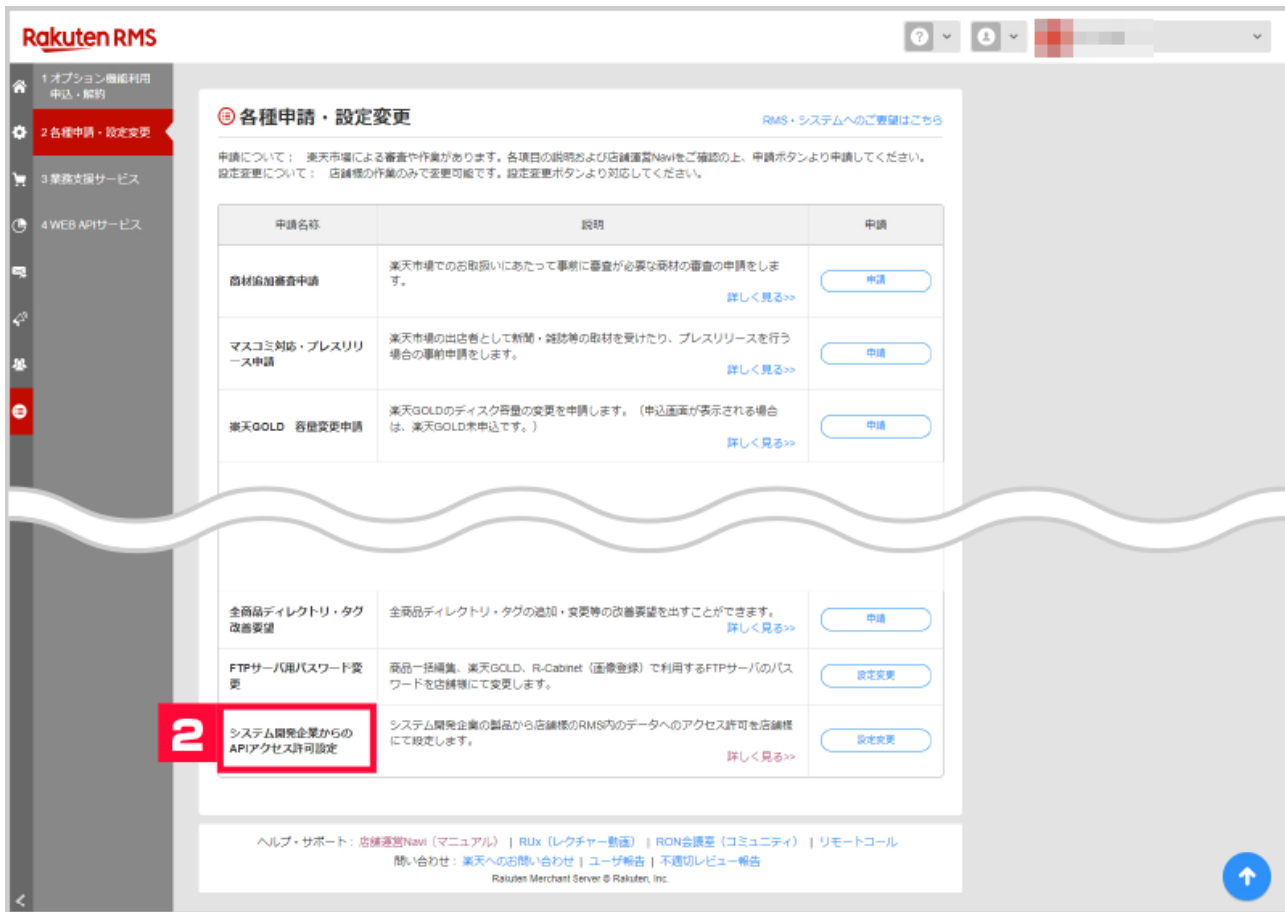 Rakuten RMS
1 オプション機能利用
申込・解約
2 各種申請・設定変更
3 業務支援サービス
4 WEB APIサービス
各種申請・設定変更
RMS・システムへのご要望はこちら
申請について： 楽天市場による審査や作業があります。各項目の説明および店舗運営Naviをご確認の上、申請ボタンより申請してください。
設定変更について： 店舗様の作業のみで変更可能です。設定変更ボタンより対応してください。
申請名称 説明 申請
商材追加審査申請
楽天市場でのお取扱いにあたって事前に審査が必要な商材の審査の申請をしま
す。
詳しく見る>>
申請
マスコミ対応・プレスリリ
ース申請
楽天市場の出店者として新聞・雑誌等の取材を受けたり、プレスリリースを行う
場合の事前申請をします。
詳しく見る>>
申請
楽天GOLD 容量変更申請
楽天GOLDのディスク容量の変更を申請します。（申込画面が表示される場合
は、楽天GOLD未申込です。）
詳しく見る>>
申請
全商品ディレクトリ・タグ
改善要望
全商品ディレクトリ・タグの追加・変更等の改善要望を出すことができます。
詳しく見る>>
申請
FTPサーバ用パスワード変
更
商品一括編集、楽天GOLD、R-Cabinet（画像登録）で利用するFTPサーバのパス
ワードを店舗様にて変更します。
設定変更
2
システム開発企業からの
APIアクセス許可設定
システム開発企業の製品から店舗様のRMS内のデータへのアクセス許可を店舗様
にて設定します。
詳しく見る>>
設定変更
ヘルプ・サポート： 店舗運営Navi（マニュアル） | RUx（レクチャー動画） | RON会議室（コミュニティ） | リモートコール
問い合わせ： 楽天へのお問い合わせ | ユーザ報告 | 不適切レビュー報告
Rakuten Merchant Server © Rakuten, Inc.